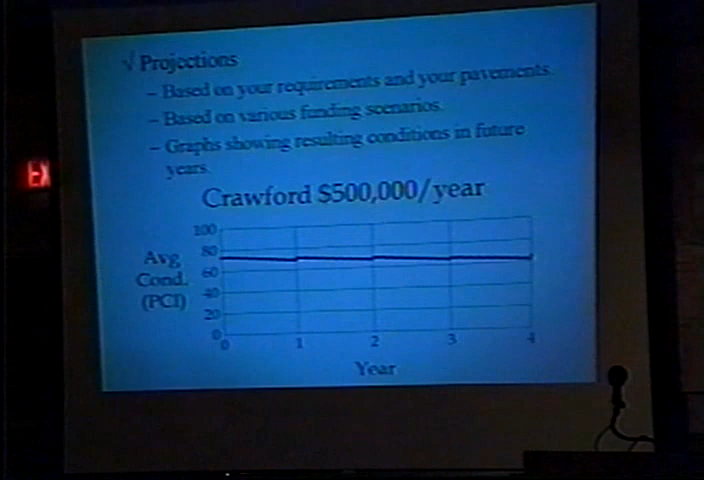 √ Projections
– Based on your requirements and your pavements.
– Based on various funding scenarios.
– Graphs showing resulting conditions in future
years.
Crawford $500,000/year
100
80
60
40
20
0
Avg.
Cond.
(PCI)
0 1 2 3 4
Year
EX